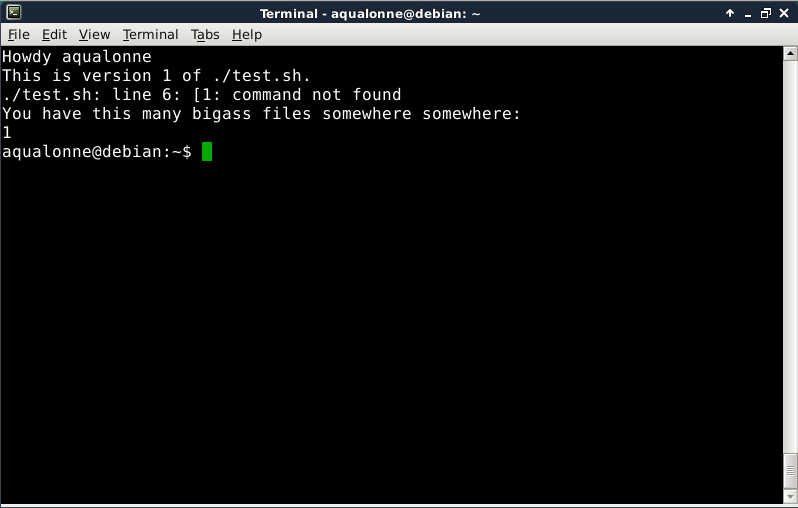 Terminal - aqualonne@debian: ~
File Edit View Terminal Tabs Help
Howdy aqualonne
This is version 1 of ./test.sh.
./test.sh: line 6: [1: command not found
You have this many bigass files somewhere somewhere:
1
aqualonne@debian:~$